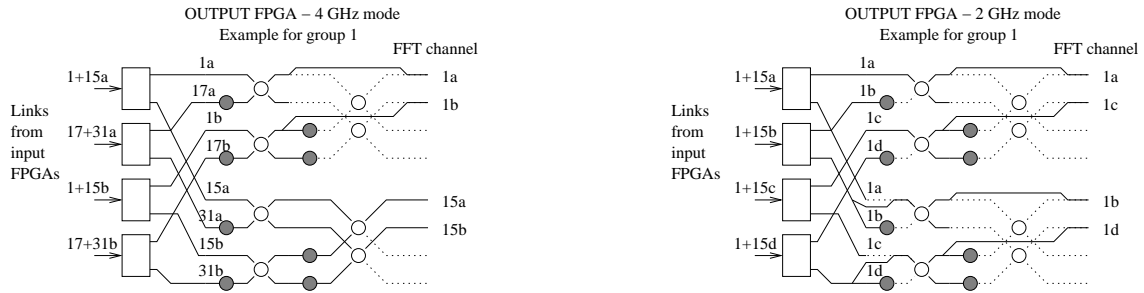 OUTPUT FPGA – 4 GHz mode
Example for group 1
FFT channel
1+15a
17+31a
1+15b
17+31b
Links
from
input
FPGAs
1a
17a
1b
17b
15a
31a
15b
31b
1a
1b
15a
15b
OUTPUT FPGA – 2 GHz mode
Example for group 1
FFT channel
1+15a
1+15b
1+15c
1+15d
Links
from
input
FPGAs
1a
1b
1c
1d
1a
1b
1c
1d
1a
1c
1b
1d